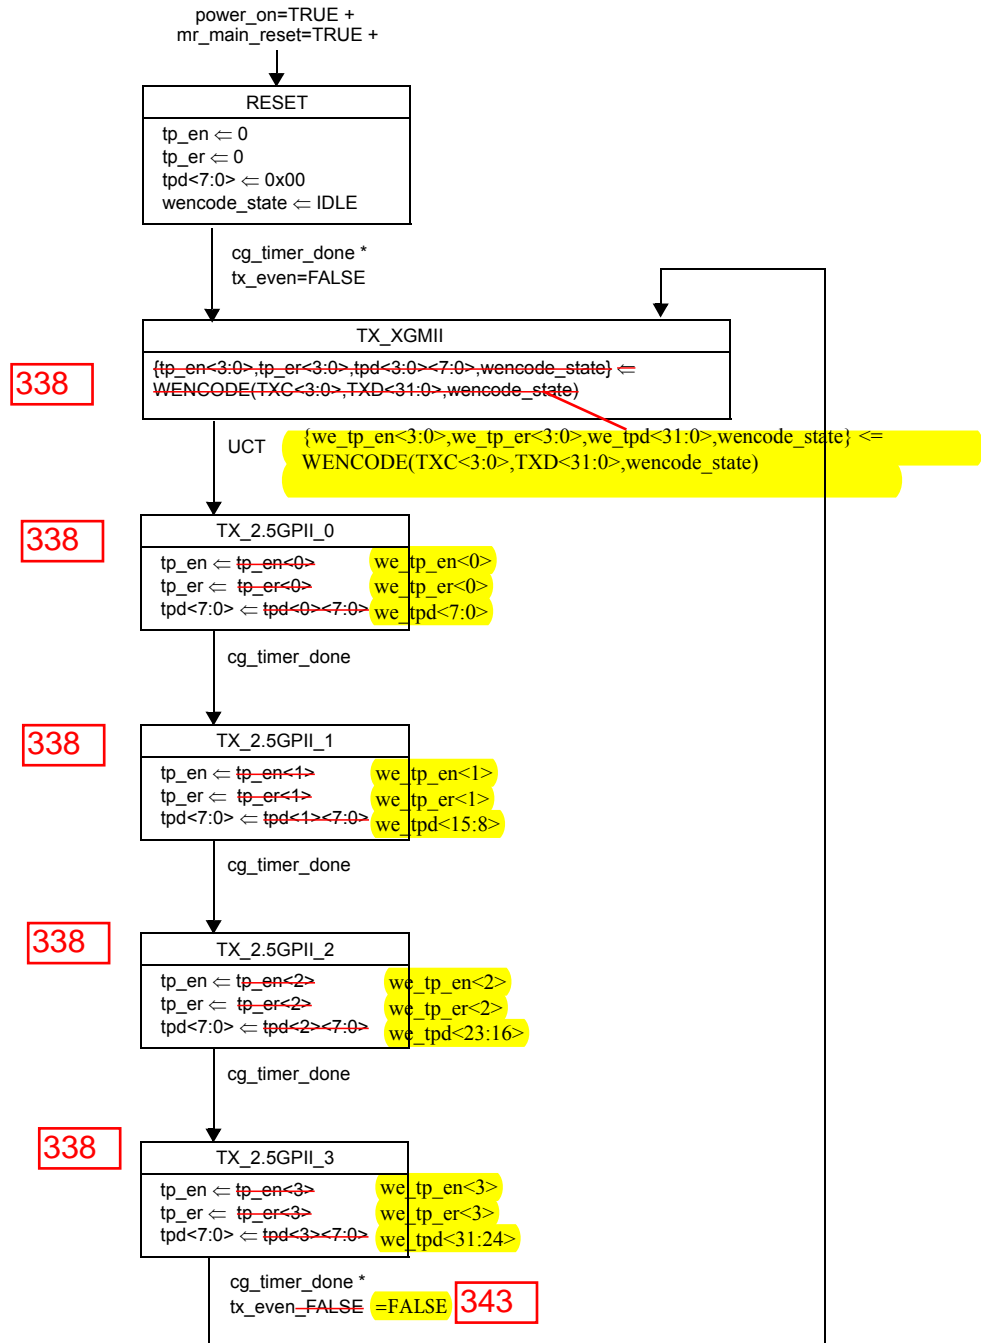 power_on=TRUE +
mr_main_reset=TRUE +
RESET
tp_en ⇐ 0
tp_er ⇐ 0
tpd<7:0> ⇐ 0x00
wencode_state ⇐ IDLE
cg_timer_done *
tx_even=FALSE
TX_XGMII
338
{tp_en<3:0>,tp_er<3:0>,tpd<3:0><7:0>,wencode_state} ⇐
WENCODE(TXC<3:0>,TXD<31:0>,wencode_state)
UCT
{we_tp_en<3:0>,we_tp_er<3:0>,we_tpd<31:0>,wencode_state} <=
WENCODE(TXC<3:0>,TXD<31:0>,wencode_state)
338
TX_2.5GPII_0
tp_en ⇐ tp_en<0> we_tp_en<0>
tp_er ⇐ tp_er<0> we_tp_er<0>
tpd<7:0> ⇐ tpd<0><7:0> we_tpd<7:0>
cg_timer_done
338
TX_2.5GPII_1
tp_en ⇐ tp_en<1> we_tp_en<1>
tp_er ⇐ tp_er<1> we_tp_er<1>
tpd<7:0> ⇐ tpd<1><7:0> we_tpd<15:8>
cg_timer_done
338
TX_2.5GPII_2
tp_en ⇐ tp_en<2> we_tp_en<2>
tp_er ⇐ tp_er<2> we_tp_er<2>
tpd<7:0> ⇐ tpd<2><7:0> we_tpd<23:16>
cg_timer_done
338
TX_2.5GPII_3
tp_en ⇐ tp_en<3> we_tp_en<3>
tp_er ⇐ tp_er<3> we_tp_er<3>
tpd<7:0> ⇐ tpd<3><7:0> we_tpd<31:24>
cg_timer_done *
tx_even_FALSE =FALSE 343